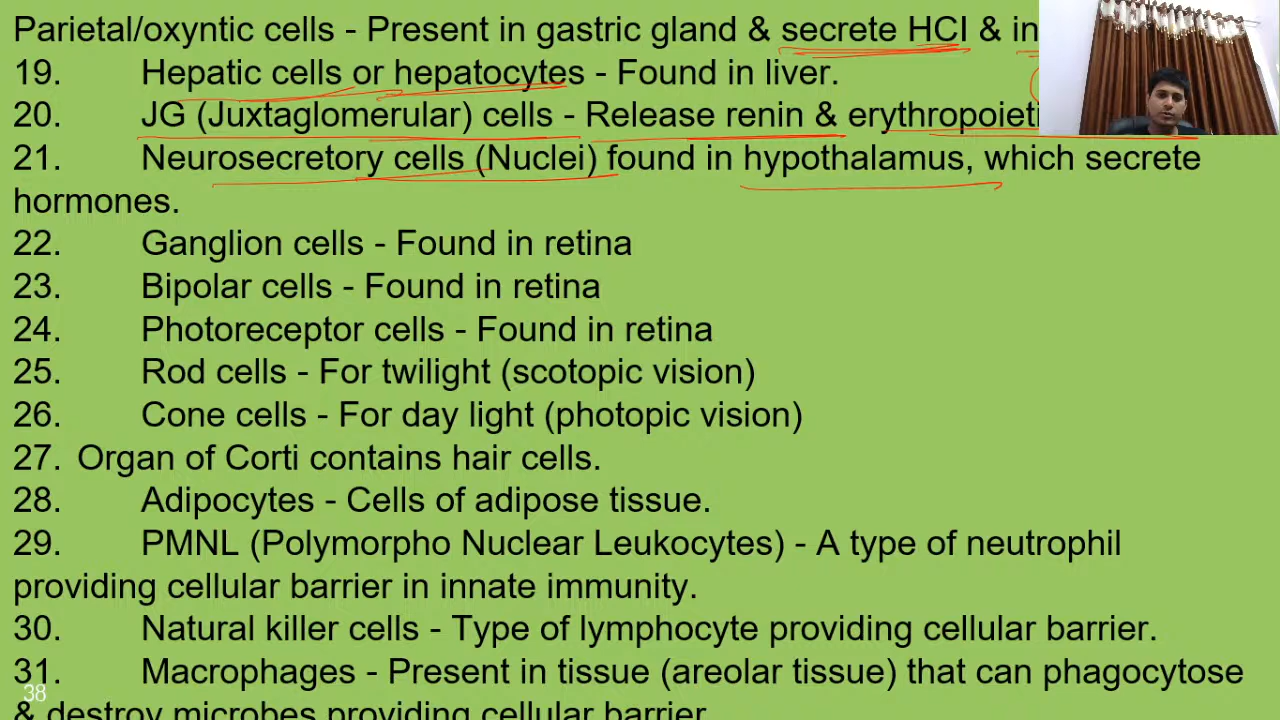 Parietal/oxyntic cells - Present in gastric gland & secrete HCI & in
19. Hepatic cells or hepatocytes - Found in liver.
20. JG (Juxtaglomerular) cells - Release renin & erythropoieti
21. Neurosecretory cells (Nuclei) found in hypothalamus, which secrete
hormones.
22. Ganglion cells - Found in retina
23. Bipolar cells - Found in retina
24. Photoreceptor cells - Found in retina
25. Rod cells - For twilight (scotopic vision)
26. Cone cells - For day light (photopic vision)
27. Organ of Corti contains hair cells.
28. Adipocytes - Cells of adipose tissue.
29. PMNL (Polymorpho Nuclear Leukocytes) - A type of neutrophil
providing cellular barrier in innate immunity.
30. Natural killer cells - Type of lymphocyte providing cellular barrier.
31. Macrophages - Present in tissue (areolar tissue) that can phagocytose
38
& destroy microbes providing cellular barrier